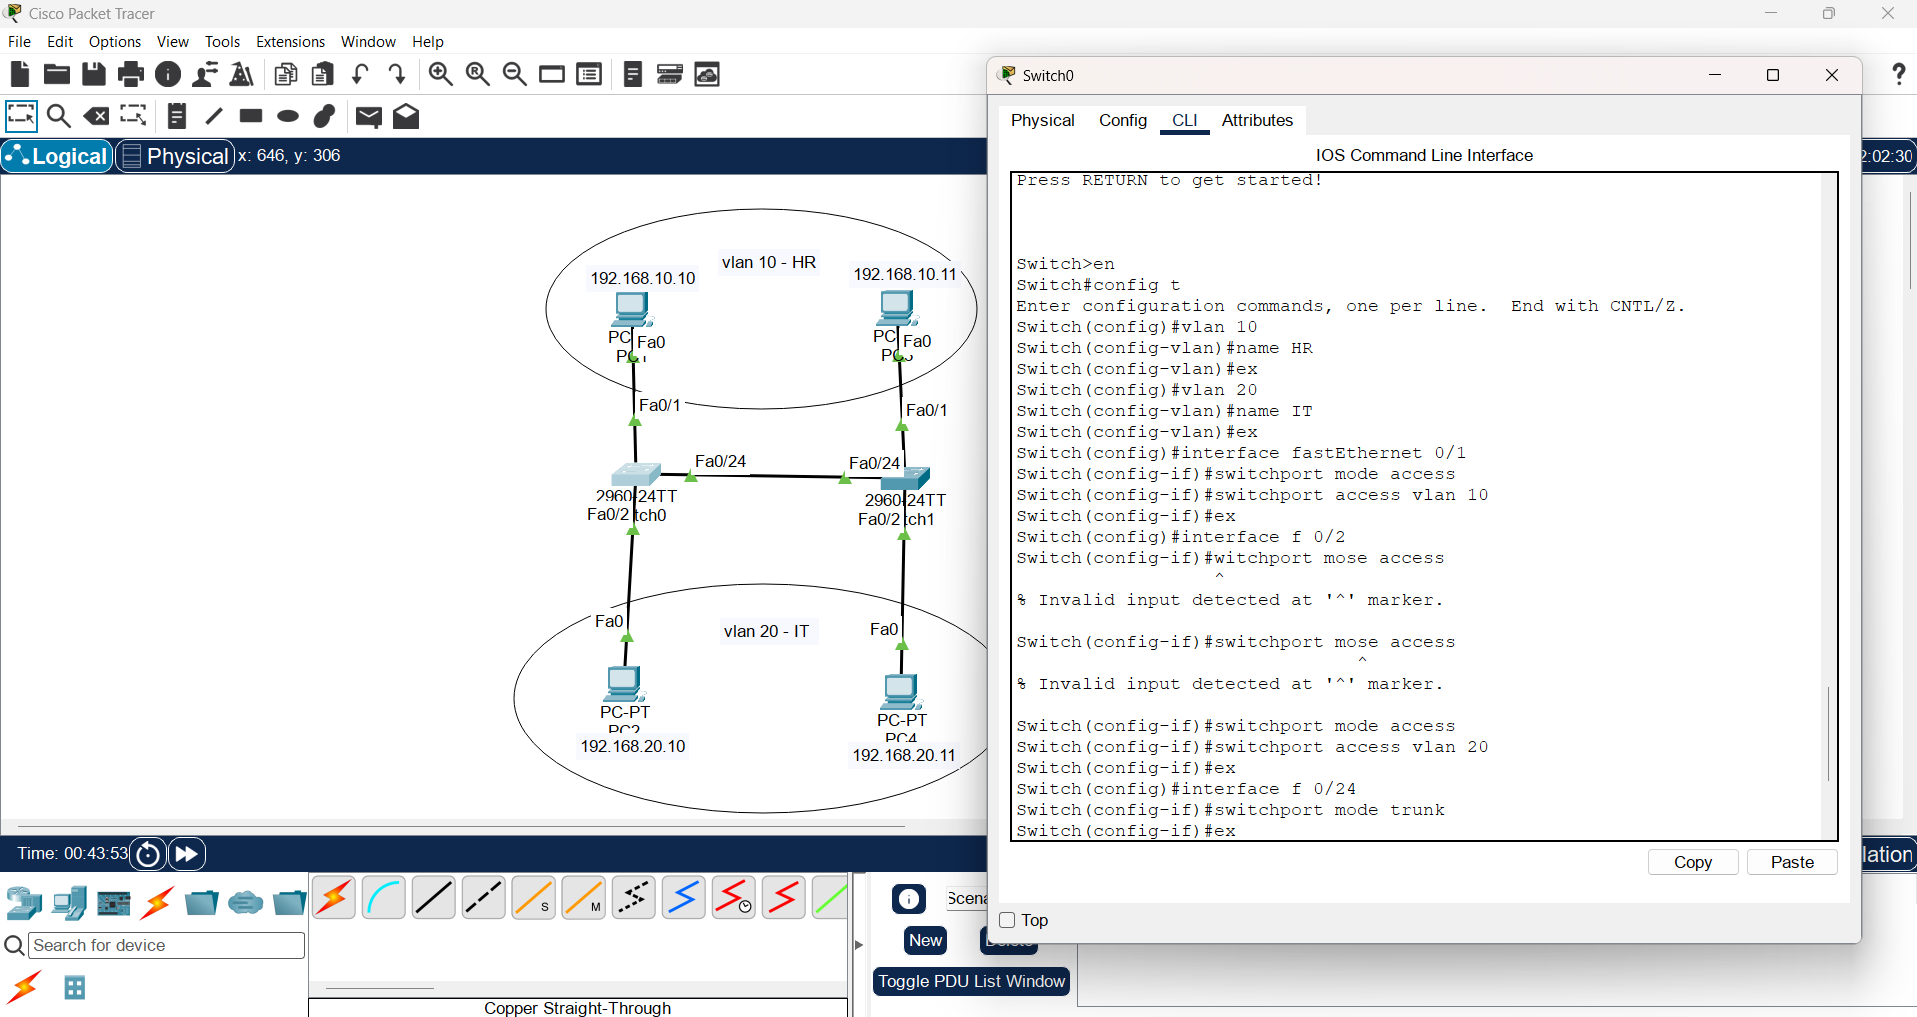 Cisco Packet Tracer
File Edit Options View Tools Extensions Window Help
Logical Physical x: 646, y: 306
2:02:30
vlan 10 - HR
192.168.10.10
192.168.10.11
PC Fa0
PC Fa0
Fa0/1
Fa0/1
Fa0/24
Fa0/24
2960-24TT
Fa0/2 tch0
2960-24TT
Fa0/2 tch1
Fa0
vlan 20 - IT
Fa0
PC-PT
PC2
192.168.20.10
PC-PT
PC4
192.168.20.11
Switch0
Physical Config CLI Attributes
IOS Command Line Interface
Press RETURN to get started!
Switch>en
Switch#config t
Enter configuration commands, one per line. End with CNTL/Z.
Switch(config)#vlan 10
Switch(config-vlan)#name HR
Switch(config-vlan)#ex
Switch(config)#vlan 20
Switch(config-vlan)#name IT
Switch(config-vlan)#ex
Switch(config)#interface fastEthernet 0/1
Switch(config-if)#switchport mode access
Switch(config-if)#switchport access vlan 10
Switch(config-if)#ex
Switch(config)#interface f 0/2
Switch(config-if)#witchport mose access
^
% Invalid input detected at '^' marker.
Switch(config-if)#switchport mose access
^
% Invalid input detected at '^' marker.
Switch(config-if)#switchport mode access
Switch(config-if)#switchport access vlan 20
Switch(config-if)#ex
Switch(config)#interface f 0/24
Switch(config-if)#switchport mode trunk
Switch(config-if)#ex
Copy Paste
Top
Time: 00:43:53
lation
Search for device
S
M
Copper Straight-Through
Scena
New Delete
Toggle PDU List Window